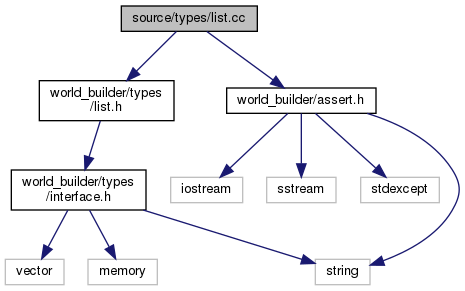 source/types/list.cc
world_builder/types
/list.h
world_builder/assert.h
world_builder/types
/interface.h
iostream
sstream
stdexcept
vector
memory
string